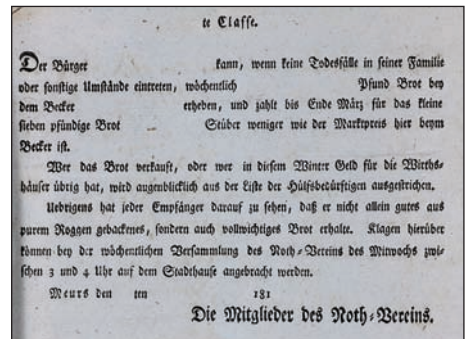 te Classe.
Der Bürger kann, wenn keine Todesfälle in seiner Familie
oder sonstige Umstände eintreten, wöchentlich Pfund Brot bey
dem Becker erheben, und zahlt bis Ende März für das kleine
sieben pfündige Brot Stüber weniger wie der Marktpreis hier beym
Becker ist.
Wer das Brot verkauft, oder wer in diesem Winter Geld für die Wirths-
häuser übrig hat, wird augenblicklich aus der Liste der Hülfsbedürftigen ausgestrichen.
Uebrigens hat jeder Empfänger darauf zu sehen, daß er nicht allein gutes aus
purem Roggen gebackenes, sondern auch vollwichtiges Brot erhalte. Klagen hierüber
können bey der wöchentlichen Versammlung des Noth-Vereins des Mittwochs zwi-
schen 3 und 4 Uhr auf dem Stadthause angebracht werden.
Meurs den ten 181
Die Mitglieder des Noth-Vereins.